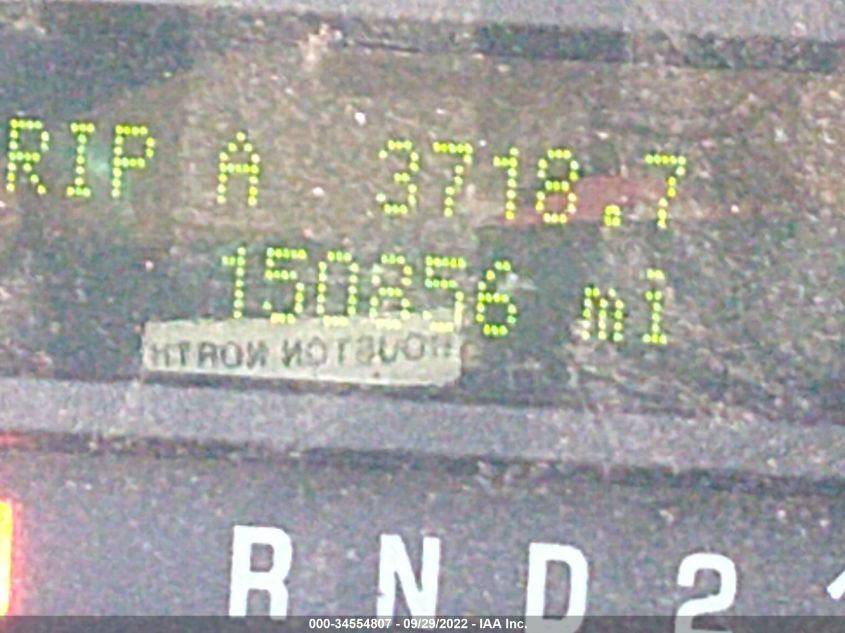 RIP A 3718.7
150856 mi
HOUSTON NORTH
R N D 2
000-34554807 - 09/29/2022 - IAA Inc.